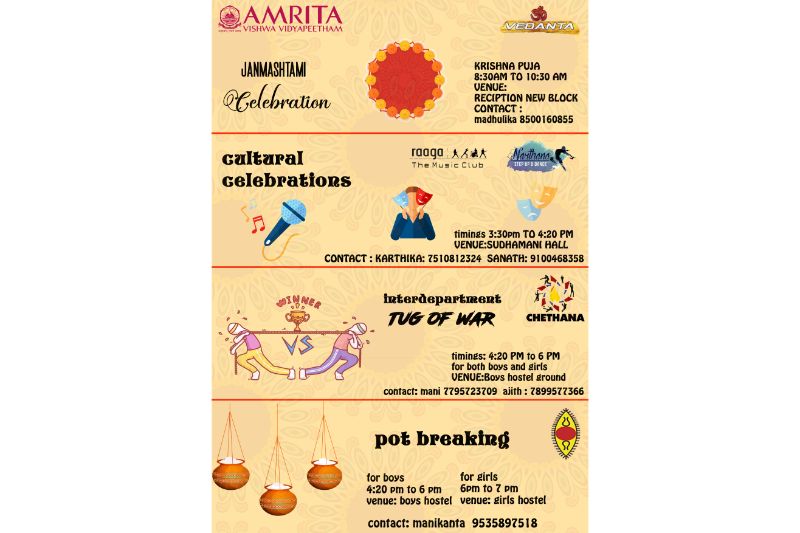 AMRITA
VISHWA VIDYAPEETHAM
VEDANTA
JANMASHTAMI
Celebration
KRISHNA PUJA
8:30AM TO 10:30 AM
VENUE:
RECIPTION NEW BLOCK
CONTACT :
madhulika 8500160855
cultural
celebrations
raaga
The Music Club
Narthana
STEP UP & DANCE
timings 3:30pm TO 4:20 PM
VENUE:SUDHAMANI HALL
CONTACT : KARTHIKA: 7510812324 SANATH: 9100468358
WINNER
VS
interdepartment
TUG OF WAR
CHETHANA
timings: 4:20 PM to 6 PM
for both boys and girls
VENUE:Boys hostel ground
contact: mani 7795723709 ajith : 7899577366
pot breaking
for boys
4:20 pm to 6 pm
venue: boys hostel
for girls
6pm to 7 pm
venue: girls hostel
contact: manikanta 9535897518